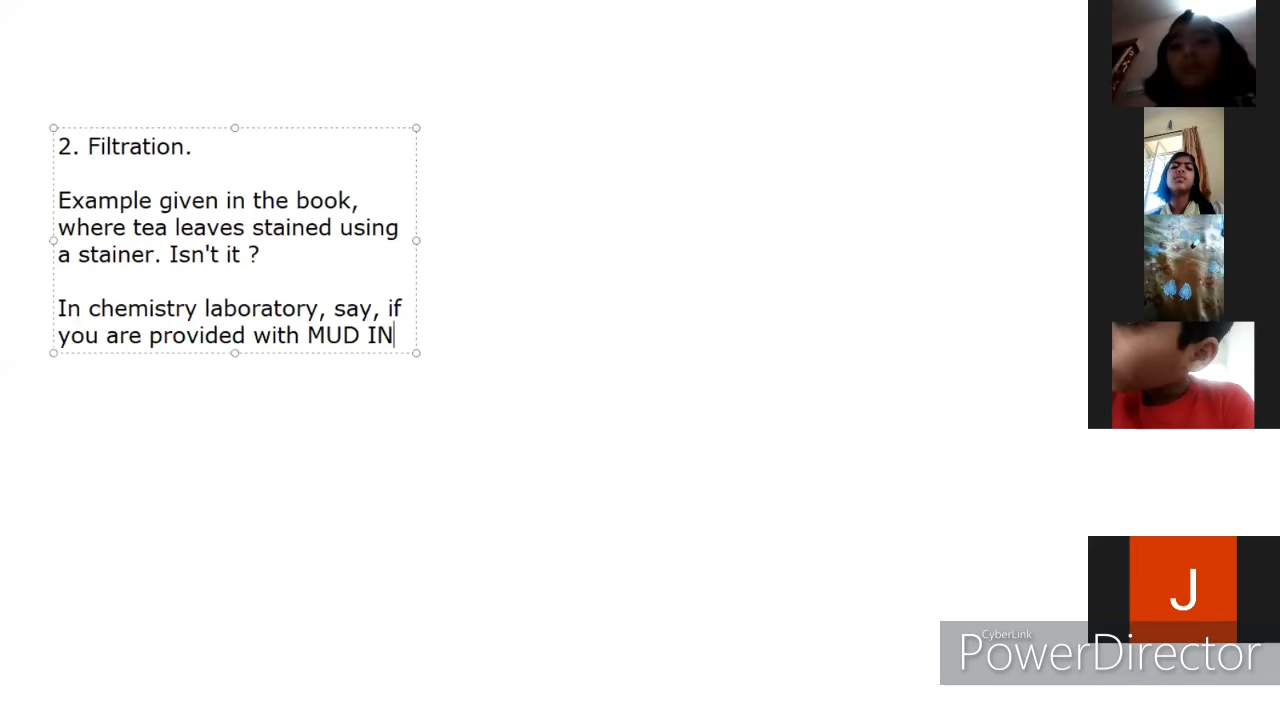 2. Filtration.
Example given in the book,
where tea leaves stained using
a stainer. Isn't it ?
In chemistry laboratory, say, if
you are provided with MUD IN
J
CyberLink
PowerDirector